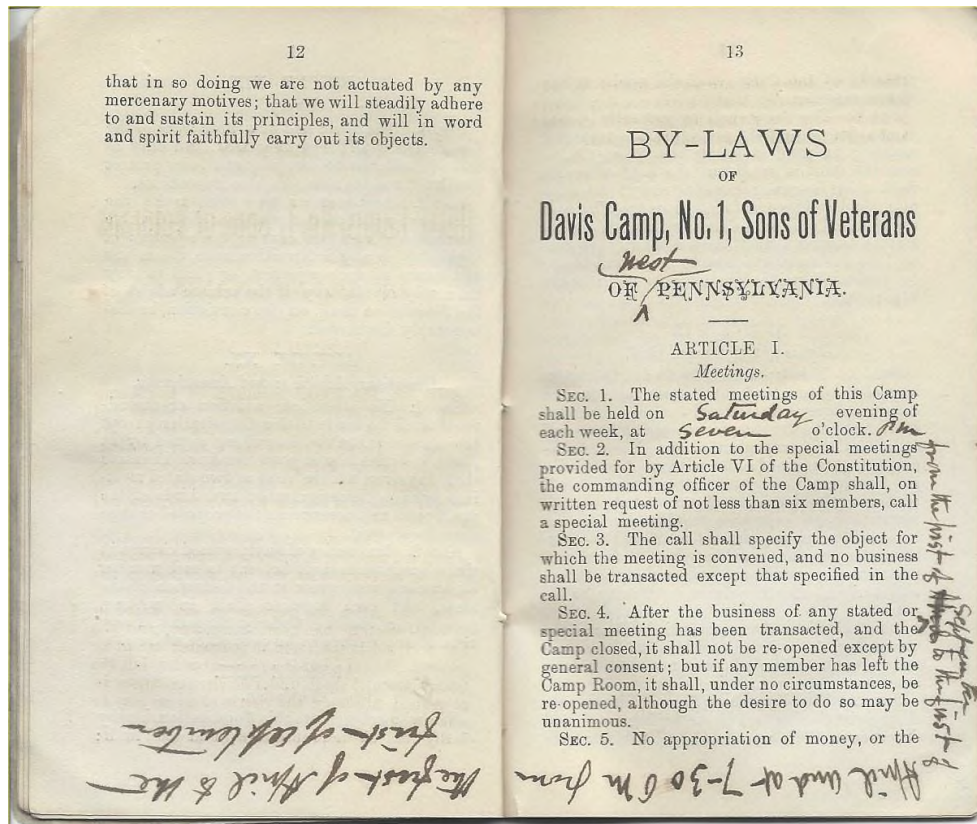 12
that in so doing we are not actuated by any
mercenary motives; that we will steadily adhere
to and sustain its principles, and will in word
and spirit faithfully carry out its objects.
13
BY-LAWS
OF
Davis Camp, No. 1, Sons of Veterans
West
OF PENNSYLVANIA.
ARTICLE I.
Meetings.
SEC. 1. The stated meetings of this Camp
shall be held on Saturday evening of
each week, at Seven o'clock. P.M.
SEC. 2. In addition to the special meetings
provided for by Article VI of the Constitution,
the commanding officer of the Camp shall, on
written request of not less than six members, call
a special meeting.
SEC. 3. The call shall specify the object for
which the meeting is convened, and no business
shall be transacted except that specified in the
call.
SEC. 4. After the business of any stated or
special meeting has been transacted, and the
Camp closed, it shall not be re-opened except by
general consent; but if any member has left the
Camp Room, it shall, under no circumstances, be
re-opened, although the desire to do so may be
unanimous.
SEC. 5. No appropriation of money, or the
September
from the first of to the first of
April and at 7-30 P M from
the first of April to the
first of September